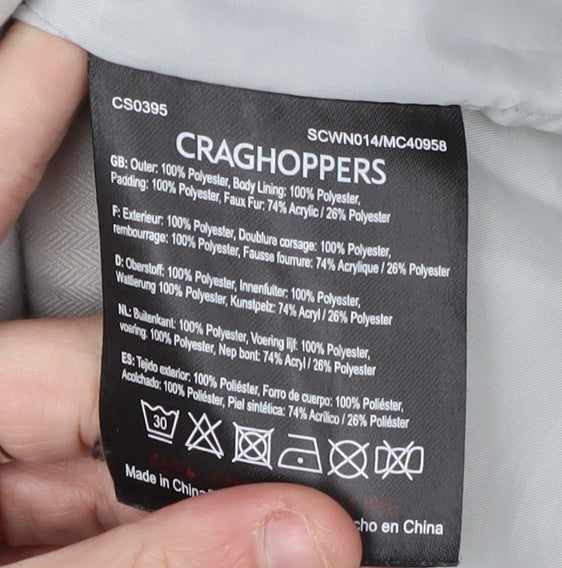 CS0395
SCWN014/MC40958
CRAGHOPPERS
GB: Outer: 100% Polyester, Body Lining: 100% Polyester,
Padding: 100% Polyester, Faux Fur: 74% Acrylic / 26% Polyester
F: Exterieur: 100% Polyester, Doublure corsage: 100% Polyester,
rembourrage: 100% Polyester, Fausse fourrure: 74% Acrylique / 26% Polyester
D: Oberstoff: 100% Polyester, Innenfutter: 100% Polyester,
Wattierung 100% Polyester, Kunstpelz: 74% Acryl / 26% Polyester
NL: Buitenkant: 100% Polyester, Voering lijf: 100% Polyester,
voering: 100% Polyester, Nep bont: 74% Acryl / 26% Polyester
ES: Tejido exterior: 100% Poliéster, Forro de cuerpo: 100% Poliéster,
Acolchado: 100% Poliéster, Piel sintética: 74% Acrílico / 26% Poliéster
30
Made in China/ cho en China